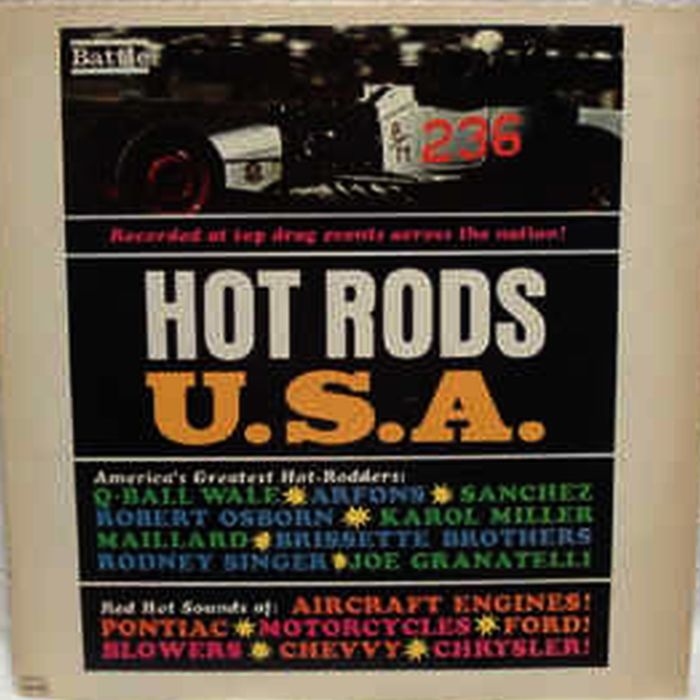 Battle
236
Recorded at top drag events across the nation!
HOT RODS
U.S.A.
America's Greatest Hot-Rodders:
Q-BALL WALE ARFONS SANCHEZ
ROBERT OSBORN KAROL MILLER
MAILLARD BRISSETTE BROTHERS
RODNEY SINGER JOE GRANATELLI
Red Hot Sounds of: AIRCRAFT ENGINES!
PONTIAC MOTORCYCLES FORD!
BLOWERS CHEVVY CHRYSLER!